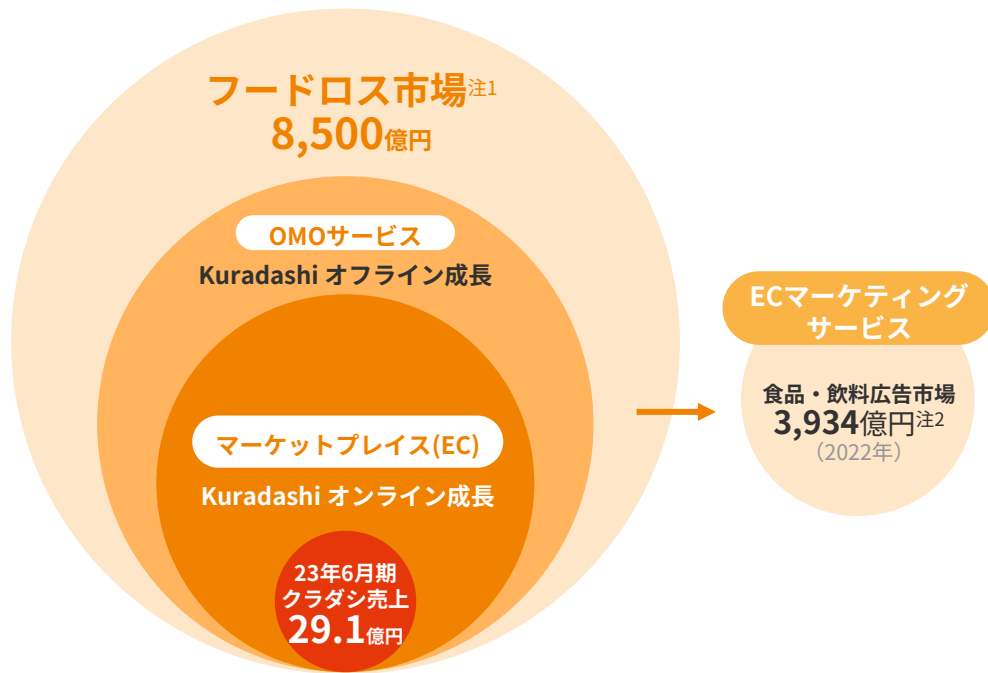 フードロス市場注1
8,500億円
OMOサービス
Kuradashi オフライン成長
マーケットプレイス(EC)
Kuradashi オンライン成長
23年6月期
クラダシ売上
29.1億円
ECマーケティング
サービス
食品・飲料広告市場
3,934億円注2
（2022年）